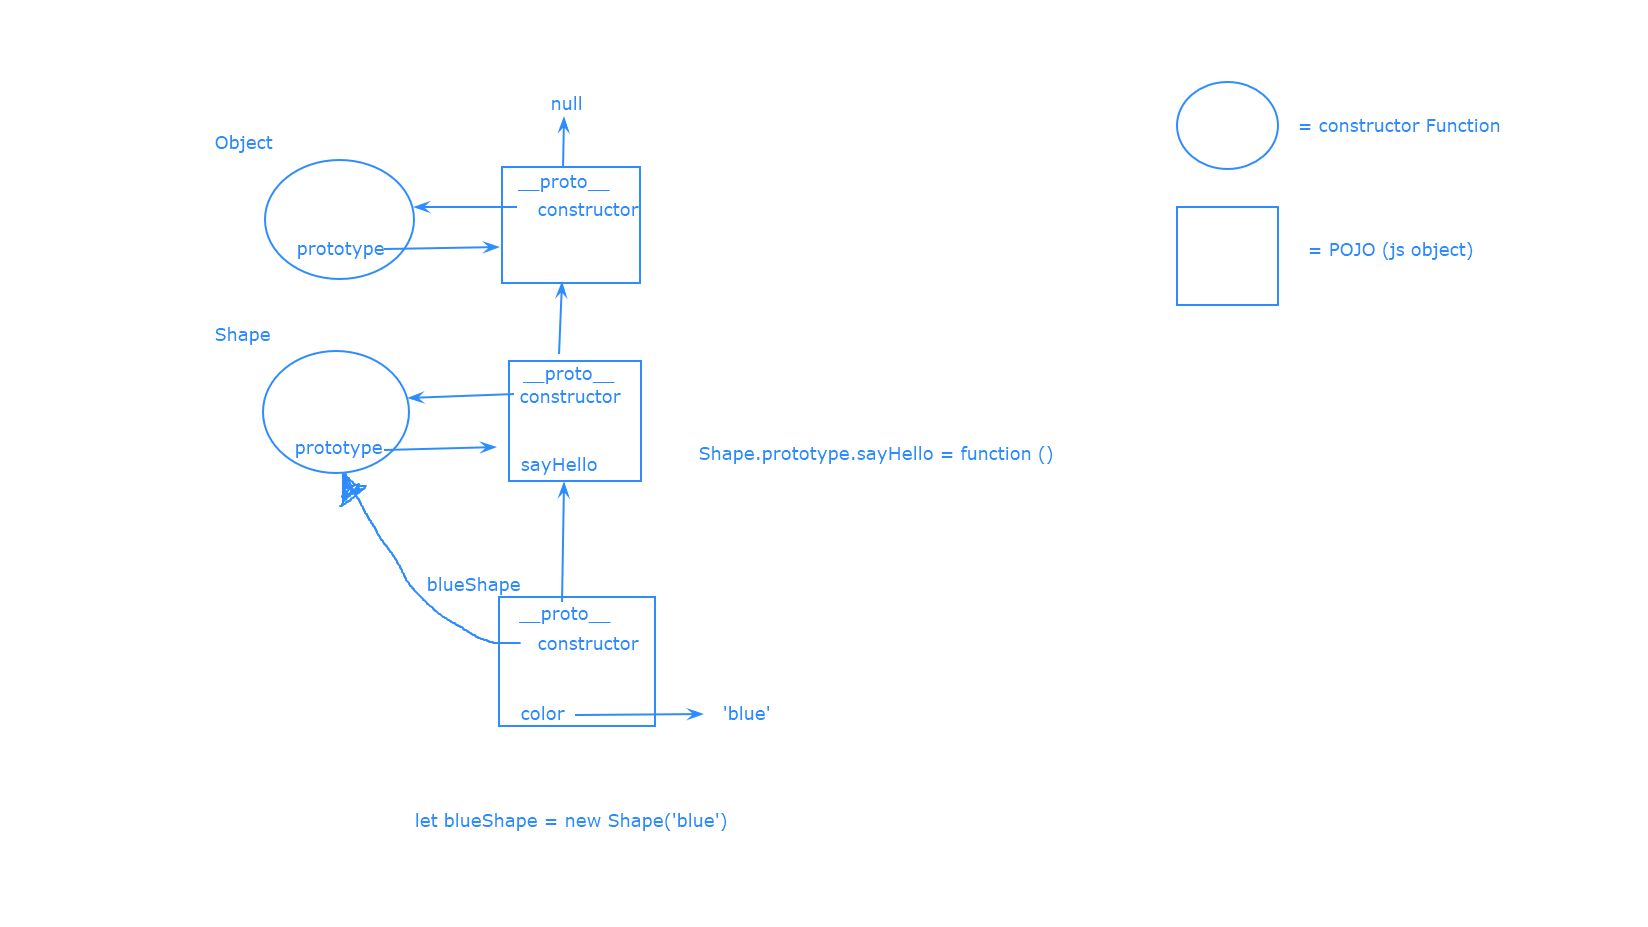 null
Object
= constructor Function
__proto__
constructor
prototype
= POJO (js object)
Shape
__proto__
constructor
prototype
sayHello
Shape.prototype.sayHello = function ()
blueShape
__proto__
constructor
color
'blue'
let blueShape = new Shape('blue')